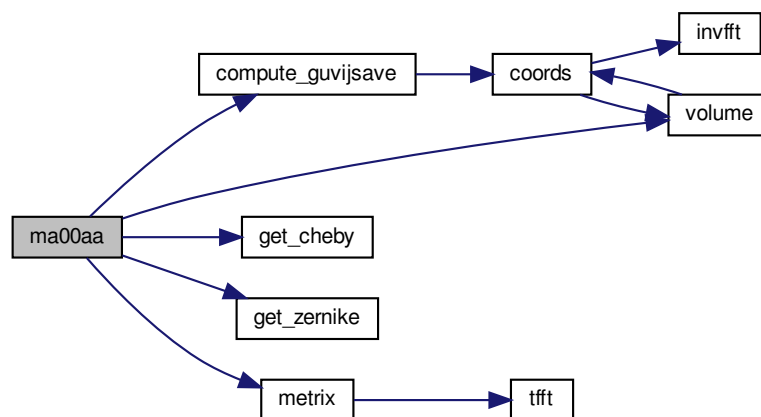 invfft
compute_guvijsave
coords
volume
ma00aa
get_cheby
get_zernike
metrix
tfft